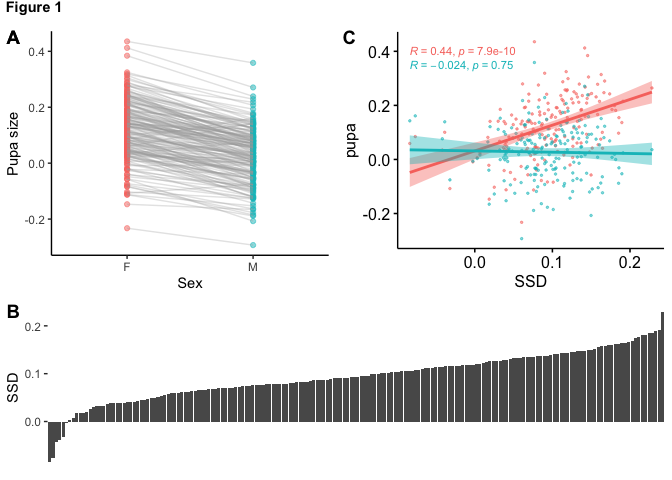 Figure 1
A
Pupa size
0.4
0.2
0.0
-0.2
F
M
Sex
C
pupa
0.4
0.2
0.0
-0.2
R = 0.44, p = 7.9e-10
R = −0.024, p = 0.75
0.0
0.1
0.2
SSD
B
SSD
0.2
0.1
0.0